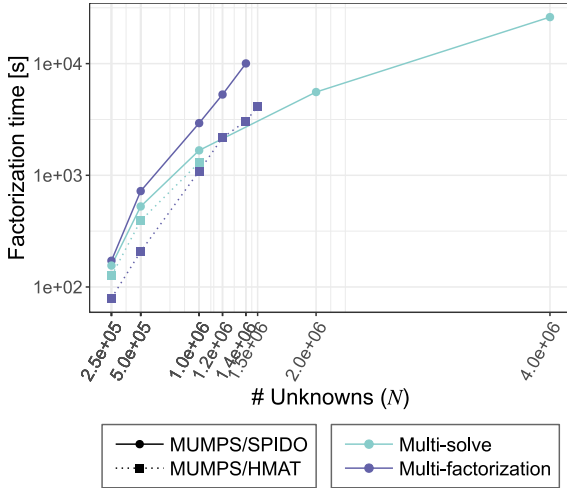 Factorization time [s]
1e+04
1e+03
1e+02
2.5e+05
5.0e+05
1.0e+06
1.2e+06
1.4e+06
1.5e+06
2.0e+06
4.0e+06
# Unknowns (N)
MUMPS/SPIDO
MUMPS/HMAT
Multi-solve
Multi-factorization